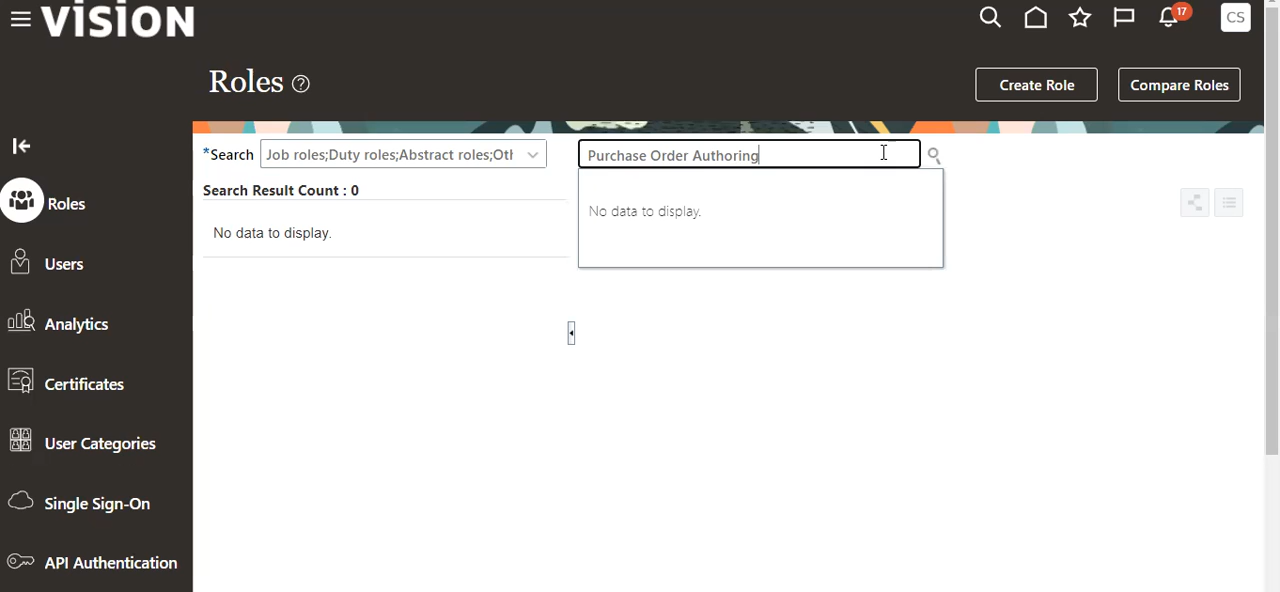 VISION
17
CS
Roles
Create Role
Compare Roles
*Search
Job roles;Duty roles;Abstract roles;Oth
Purchase Order Authoring
Search Result Count : 0
No data to display.
No data to display.
Roles
Users
Analytics
Certificates
User Categories
Single Sign-On
API Authentication